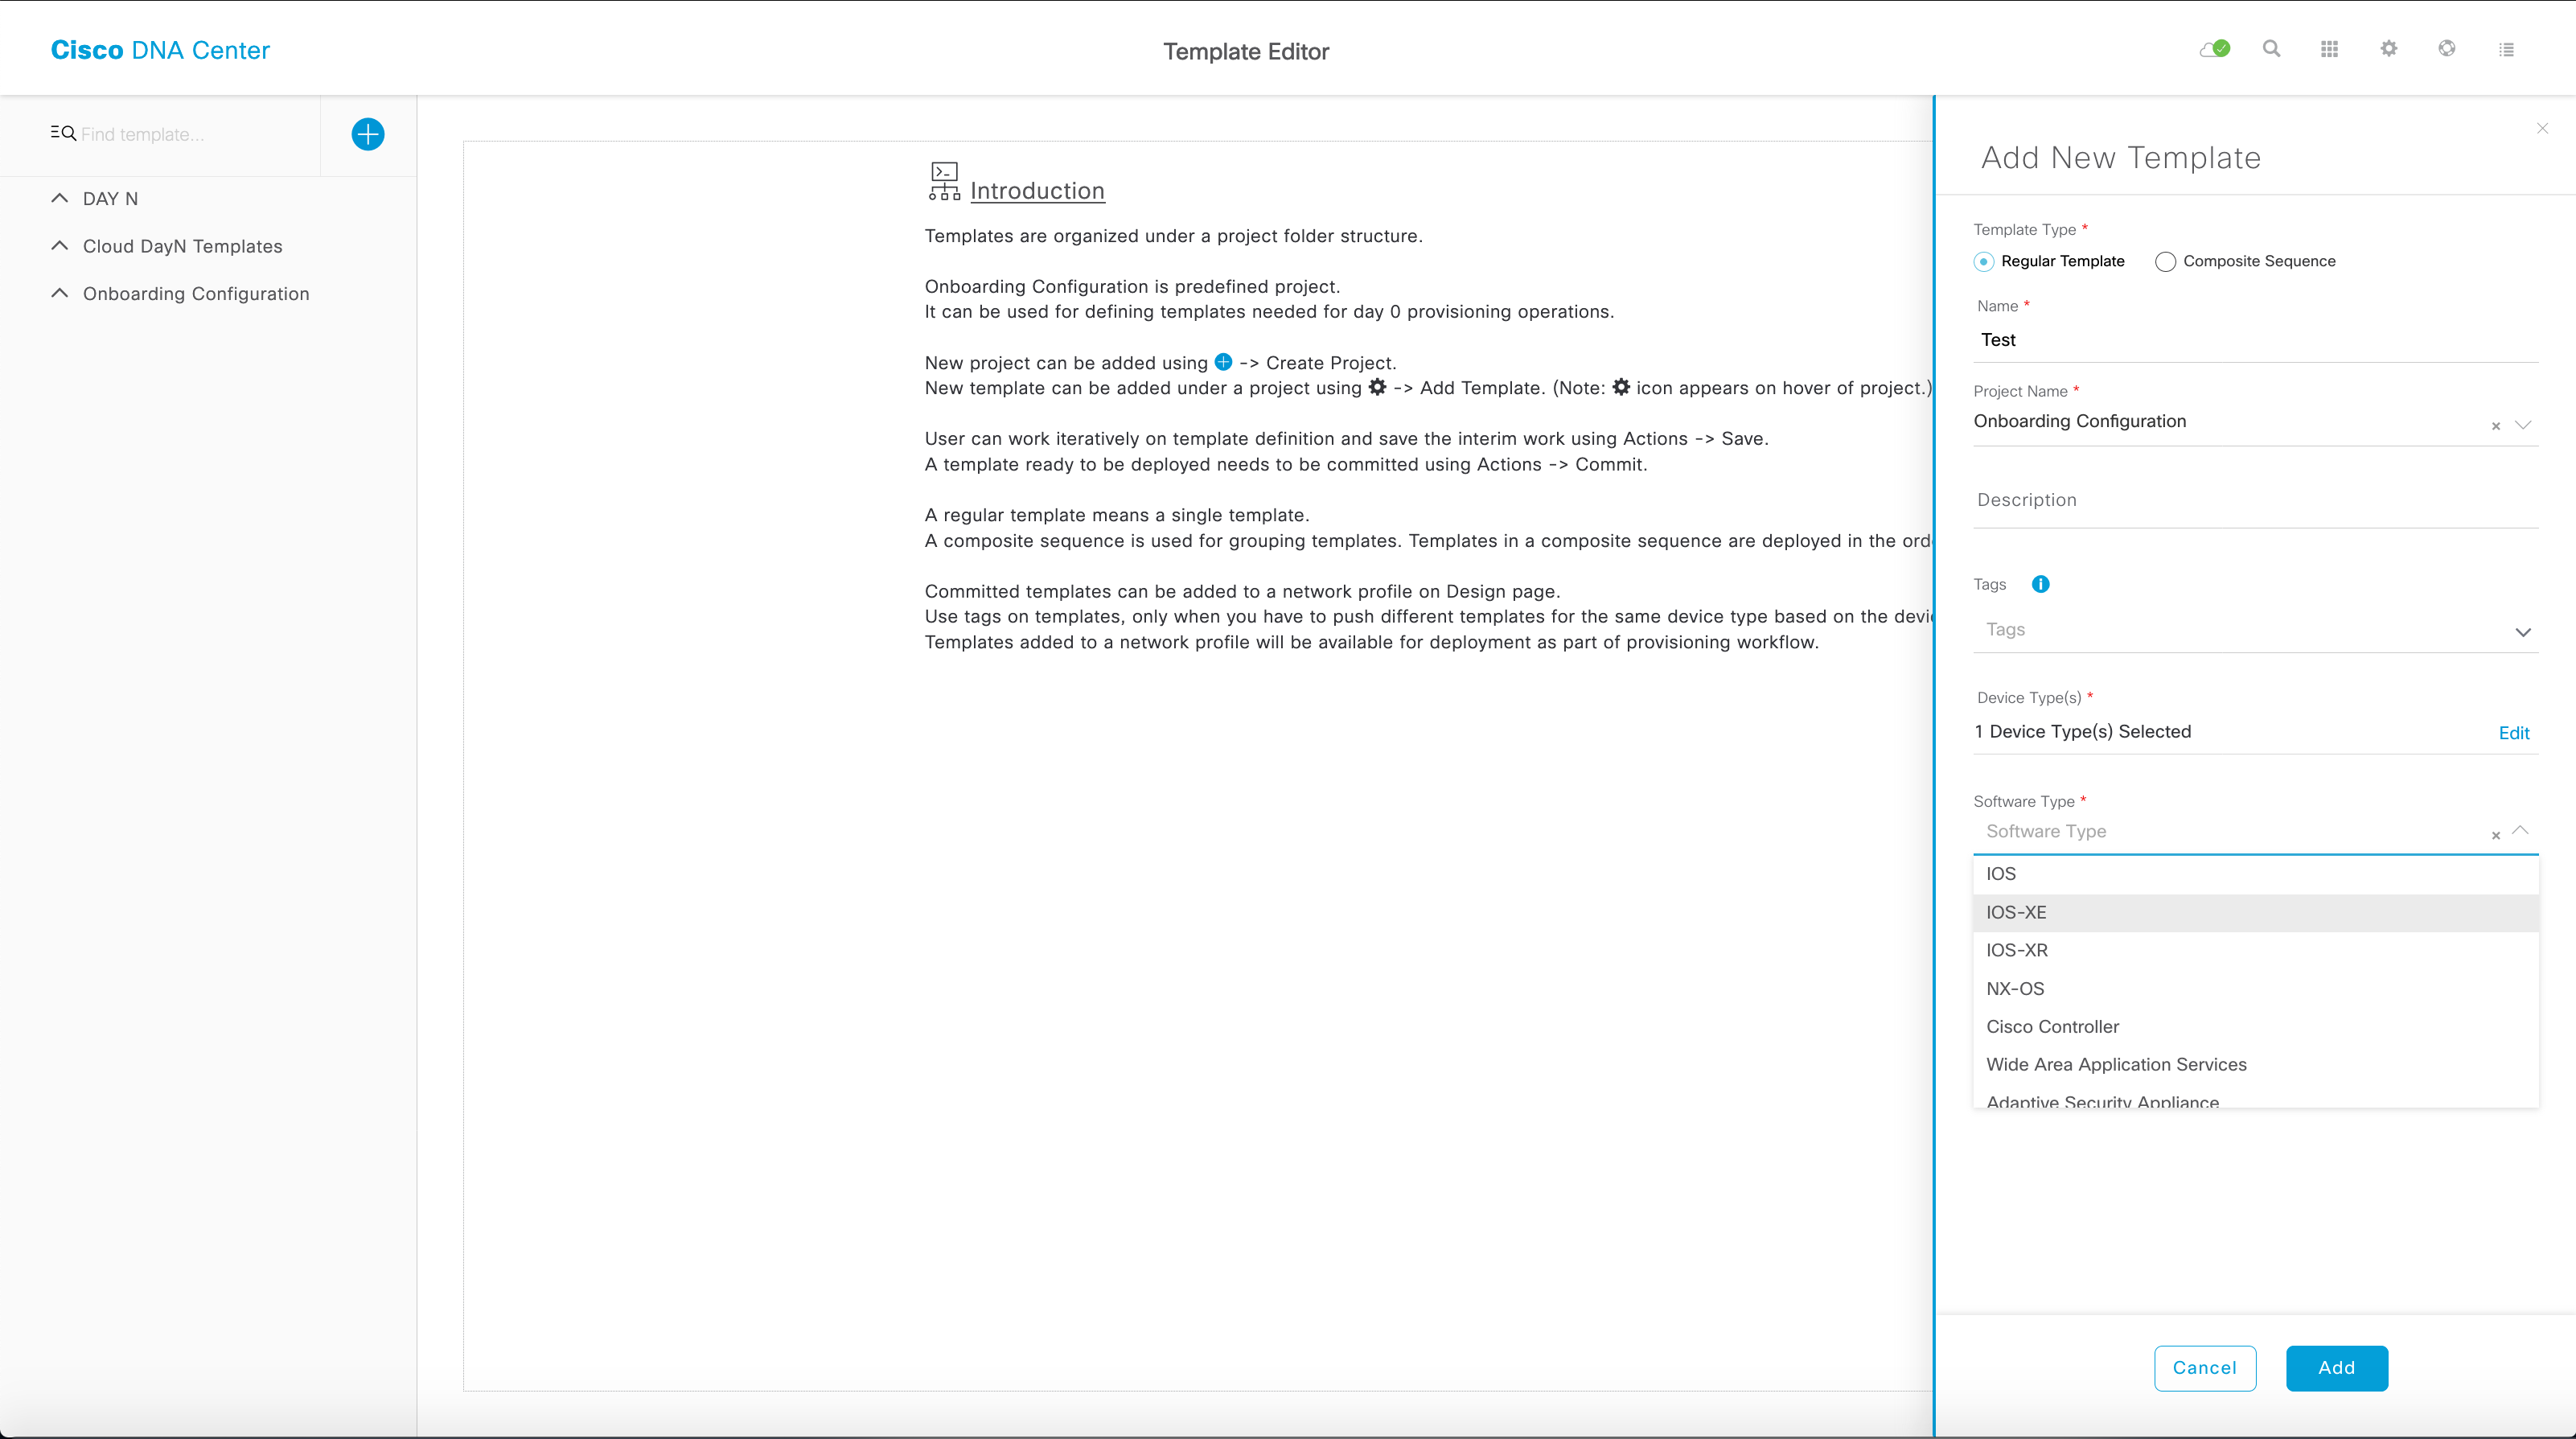 Cisco DNA Center
Template Editor
Find template...
DAY N
Cloud DayN Templates
Onboarding Configuration
Introduction
Templates are organized under a project folder structure.
Onboarding Configuration is predefined project.
It can be used for defining templates needed for day 0 provisioning operations.
New project can be added using -> Create Project.
New template can be added under a project using -> Add Template. (Note: icon appears on hover of project.)
User can work iteratively on template definition and save the interim work using Actions -> Save.
A template ready to be deployed needs to be committed using Actions -> Commit.
A regular template means a single template.
A composite sequence is used for grouping templates. Templates in a composite sequence are deployed in the ord
Committed templates can be added to a network profile on Design page.
Use tags on templates, only when you have to push different templates for the same device type based on the devi
Templates added to a network profile will be available for deployment as part of provisioning workflow.
Add New Template
Template Type *
Regular Template Composite Sequence
Name *
Test
Project Name *
Onboarding Configuration
Description
Tags
Tags
Device Type(s) *
1 Device Type(s) Selected Edit
Software Type *
Software Type
IOS
IOS-XE
IOS-XR
NX-OS
Cisco Controller
Wide Area Application Services
Adaptive Security Appliance
Cancel Add